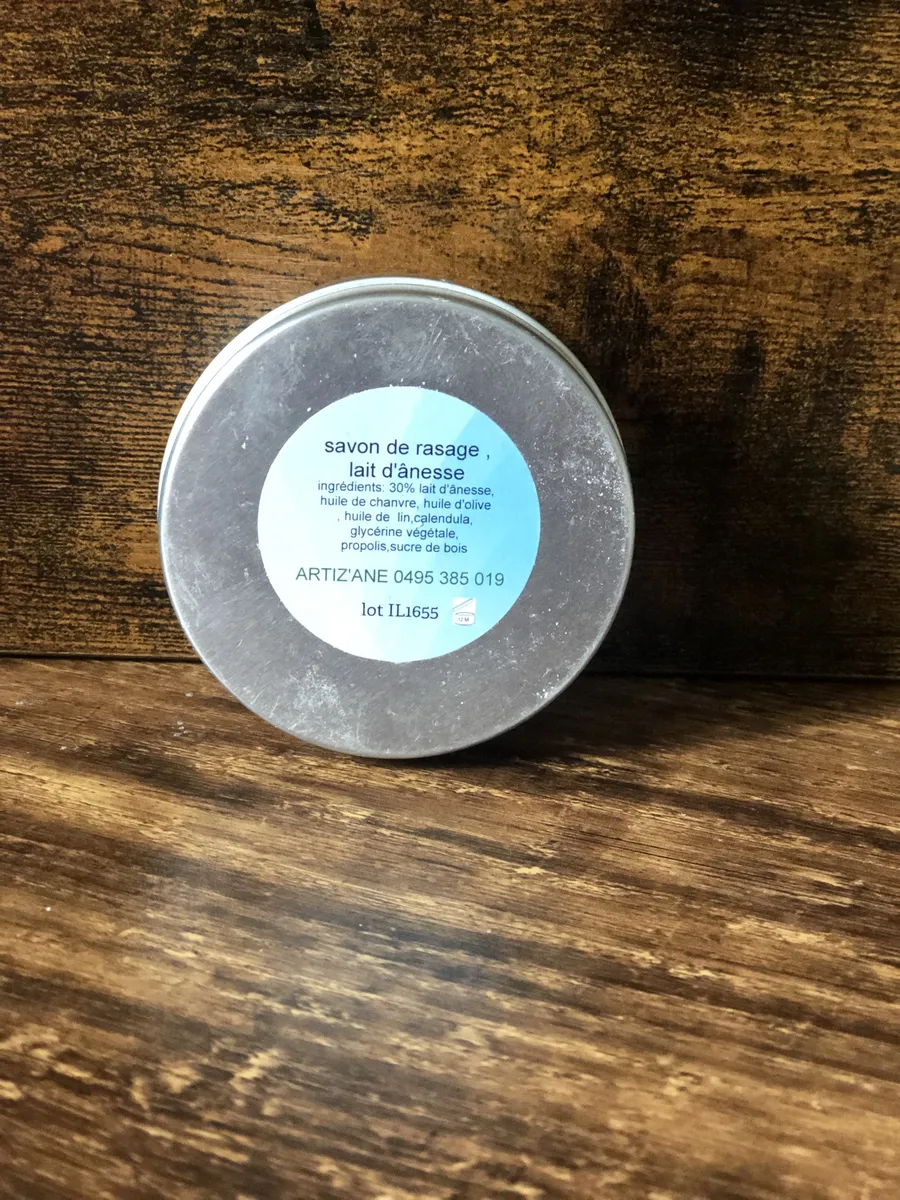 savon de rasage ,
lait d'ânesse
ingrédients: 30% lait d'ânesse,
huile de chanvre, huile d'olive
, huile de  lin,calendula,
glycérine végétale,
propolis,sucre de bois
ARTIZ'ANE 0495 385 019
lot IL1655
12 M